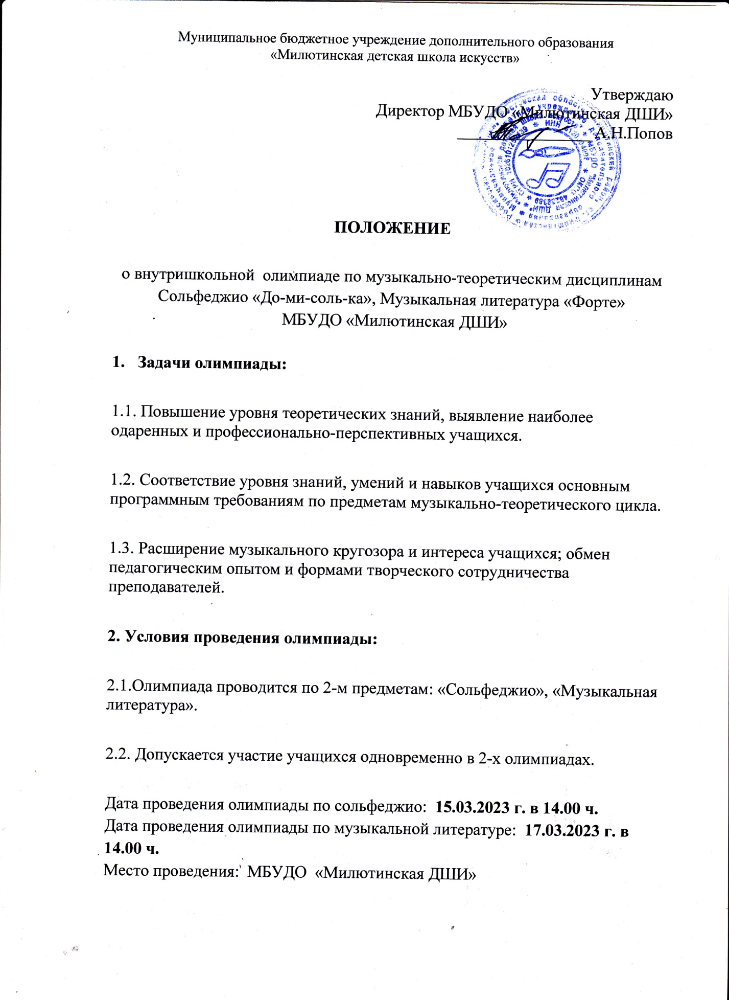 Муниципальное бюджетное учреждение дополнительного образования
«Милютинская детская школа искусств»
Утверждаю
Директор МБУДО «Милютинская ДШИ»
А.Н.Попов
ПОЛОЖЕНИЕ
о внутришкольной олимпиаде по музыкально-теоретическим дисциплинам
Сольфеджио «До-ми-соль-ка», Музыкальная литература «Форте»
МБУДО «Милютинская ДШИ»
1. Задачи олимпиады:
1.1. Повышение уровня теоретических знаний, выявление наиболее
одаренных и профессионально-перспективных учащихся.
1.2. Соответствие уровня знаний, умений и навыков учащихся основным
программным требованиям по предметам музыкально-теоретического цикла.
1.3. Расширение музыкального кругозора и интереса учащихся; обмен
педагогическим опытом и формами творческого сотрудничества
преподавателей.
2. Условия проведения олимпиады:
2.1.Олимпиада проводится по 2-м предметам: «Сольфеджио», «Музыкальная
литература».
2.2. Допускается участие учащихся одновременно в 2-х олимпиадах.
Дата проведения олимпиады по сольфеджио: 15.03.2023 г. в 14.00 ч.
Дата проведения олимпиады по музыкальной литературе: 17.03.2023 г. в
14.00 ч.
Место проведения: МБУДО «Милютинская ДШИ»